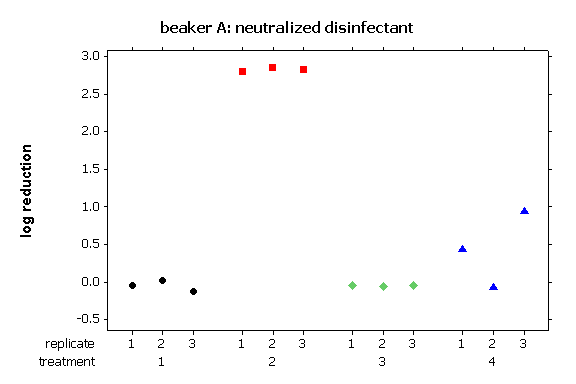 beaker A: neutralized disinfectant
3.0
2.5
2.0
1.5
1.0
0.5
0.0
-0.5
log reduction
replicate 1 2 3 1 2 3 1 2 3 1 2 3
treatment 1 2 3 4